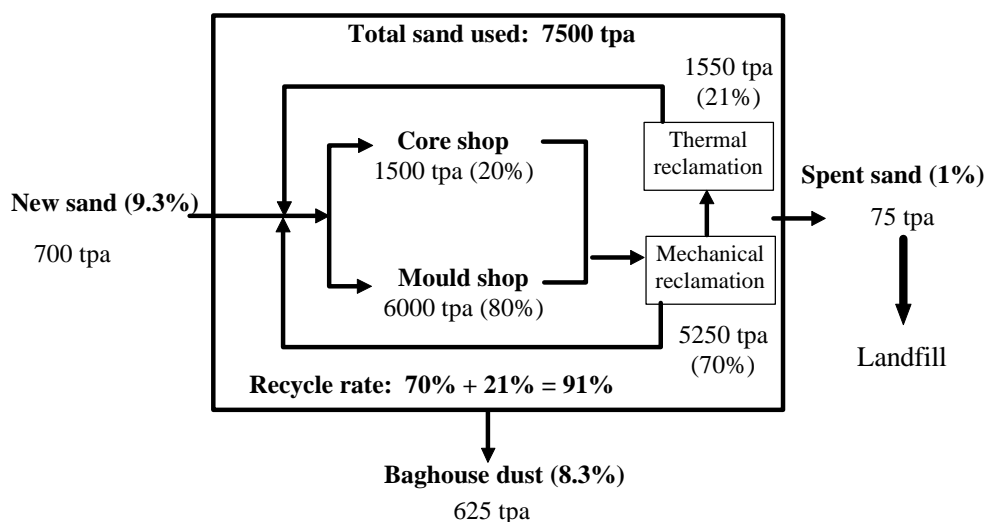 Total sand used: 7500 tpa
1550 tpa
(21%)
Core shop
1500 tpa (20%)
Thermal
reclamation
New sand (9.3%)
700 tpa
Spent sand (1%)
75 tpa
Mould shop
6000 tpa (80%)
Mechanical
reclamation
5250 tpa
(70%)
Landfill
Recycle rate: 70% + 21% = 91%
Baghouse dust (8.3%)
625 tpa